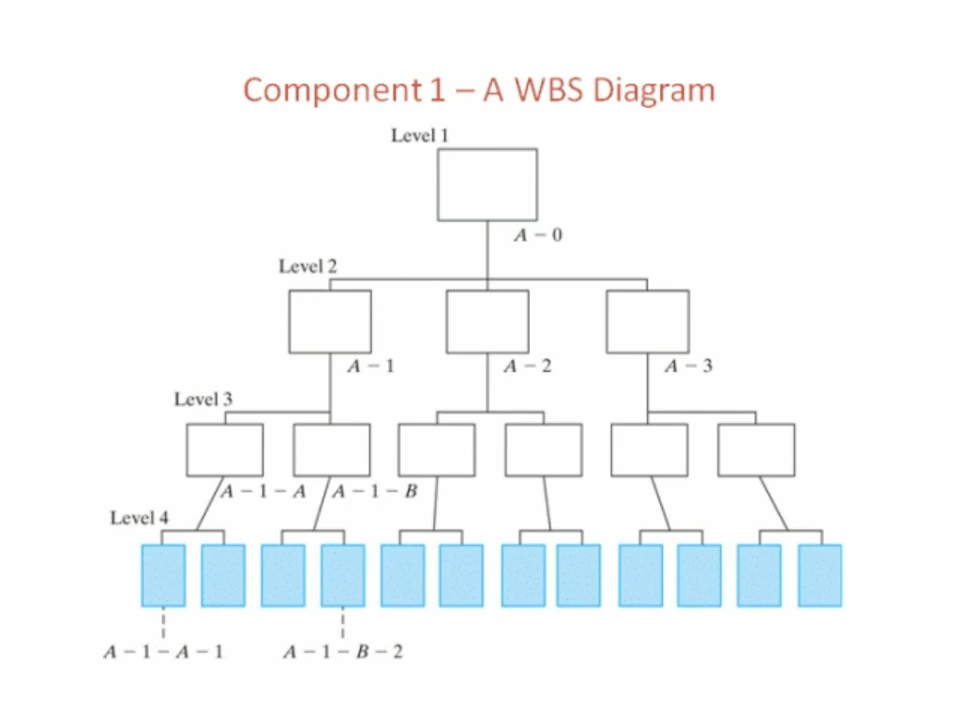 Component 1 – A WBS Diagram
Level 1
A – 0
Level 2
A – 1
A – 2
A – 3
Level 3
A – 1 – A
A – 1 – B
Level 4
A – 1 – A – 1
A – 1 – B – 2